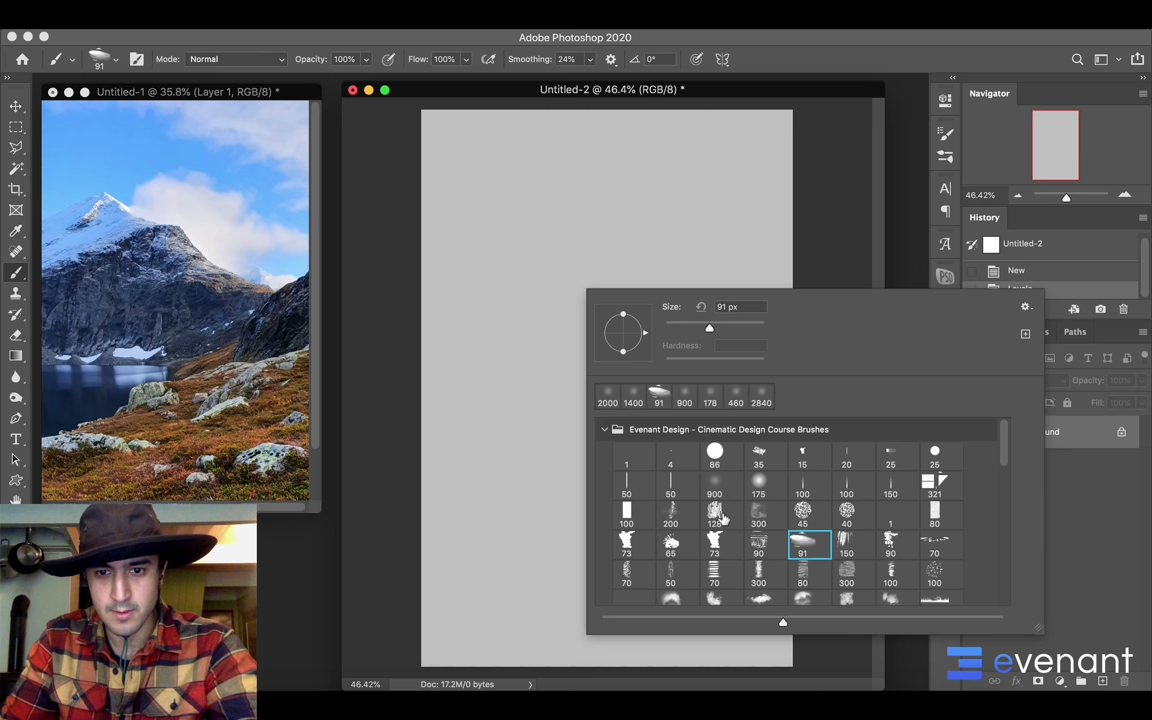 Adobe Photoshop 2020
91 Mode: Normal Opacity: 100% Flow: 100% Smoothing: 24% 0°
Untitled-1 @ 35.8% (Layer 1, RGB/8) *
Untitled-2 @ 46.4% (RGB/8) *
Navigator
46.42%
History
Untitled-2
New
Paths
Opacity: 100%
Fill: 100%
Size: 91 px
Hardness:
2000 1400 91 900 178 460 2840
Evenant Design - Cinematic Design Course Brushes
1 4 86 35 15 20 25 25
50 50 900 175 100 100 150 321
100 200 128 300 45 40 1 80
73 65 73 90 91 150 90 70
70 50 70 300 80 300 100 100
46.42% Doc: 17.2M/0 bytes
evenant